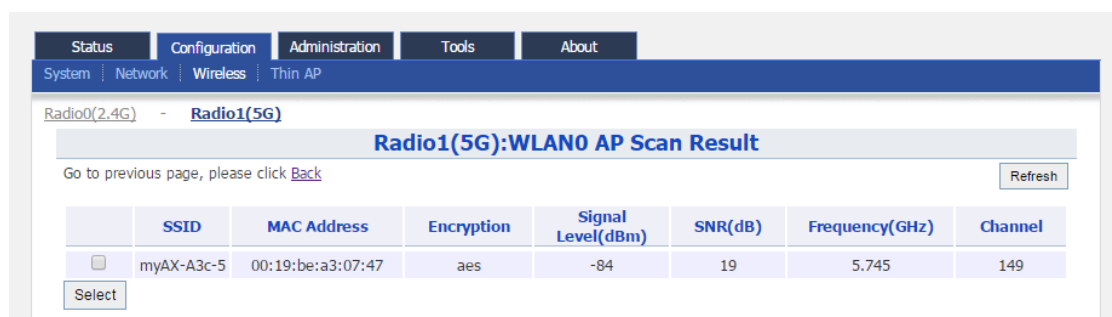 Status Configuration Administration Tools About
System Network Wireless Thin AP
Radio0(2.4G) - Radio1(5G)
Radio1(5G):WLAN0 AP Scan Result
Go to previous page, please click Back Refresh
SSID MAC Address Encryption Signal Level(dBm) SNR(dB) Frequency(GHz) Channel
myAX-A3c-5 00:19:be:a3:07:47 aes -84 19 5.745 149
Select